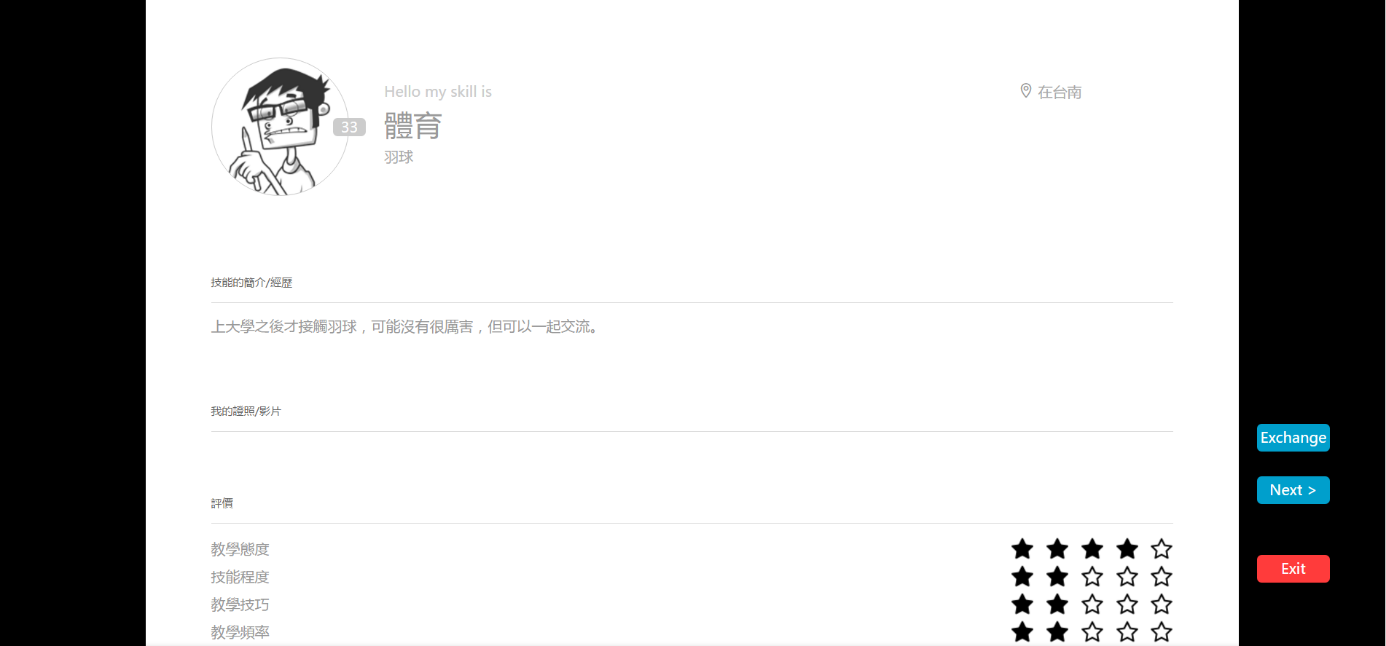 Hello my skill is
在台南
33
體育
羽球
技能的簡介/經歷
上大學之後才接觸羽球，可能沒有很厲害，但可以一起交流。
我的證照/影片
Exchange
Next >
評價
教學態度
Exit
技能程度
教學技巧
教學頻率